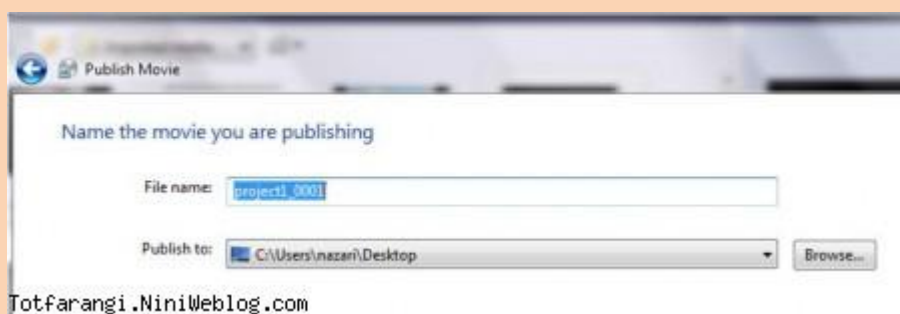 Publish Movie
Name the movie you are publishing
File name: project1_0001
Publish to: C:\Users\nazari\Desktop Browse...
Totfarangi.NiniWeblog.com